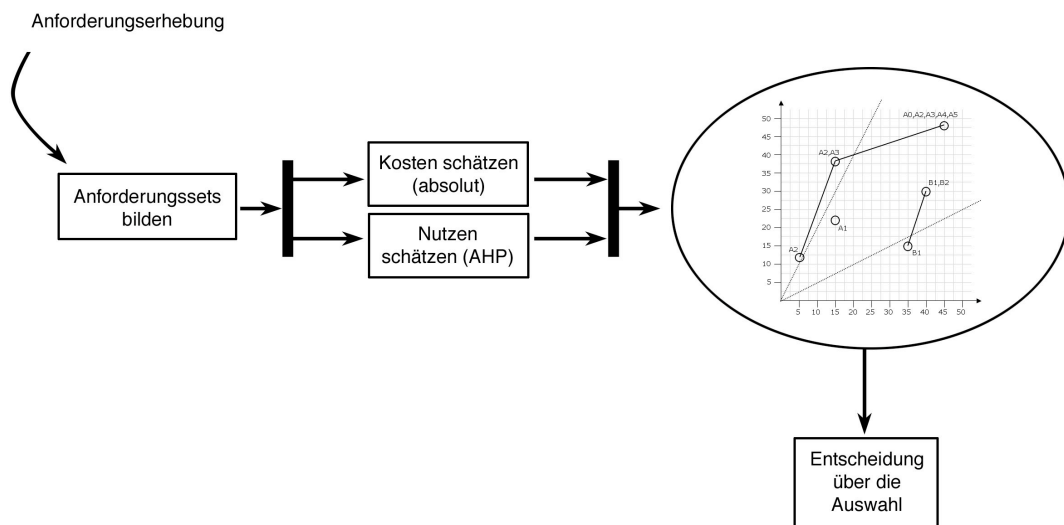 Anforderungserhebung
Anforderungssets
bilden
Kosten schätzen
(absolut)
Nutzen
schätzen (AHP)
50
45
40
35
30
25
20
15
10
5
A0,A2,A3,A4,A5
A2,A3
B1,B2
A1
A2
B1
5 10 15 20 25 30 35 40 45 50
Entscheidung
über die
Auswahl